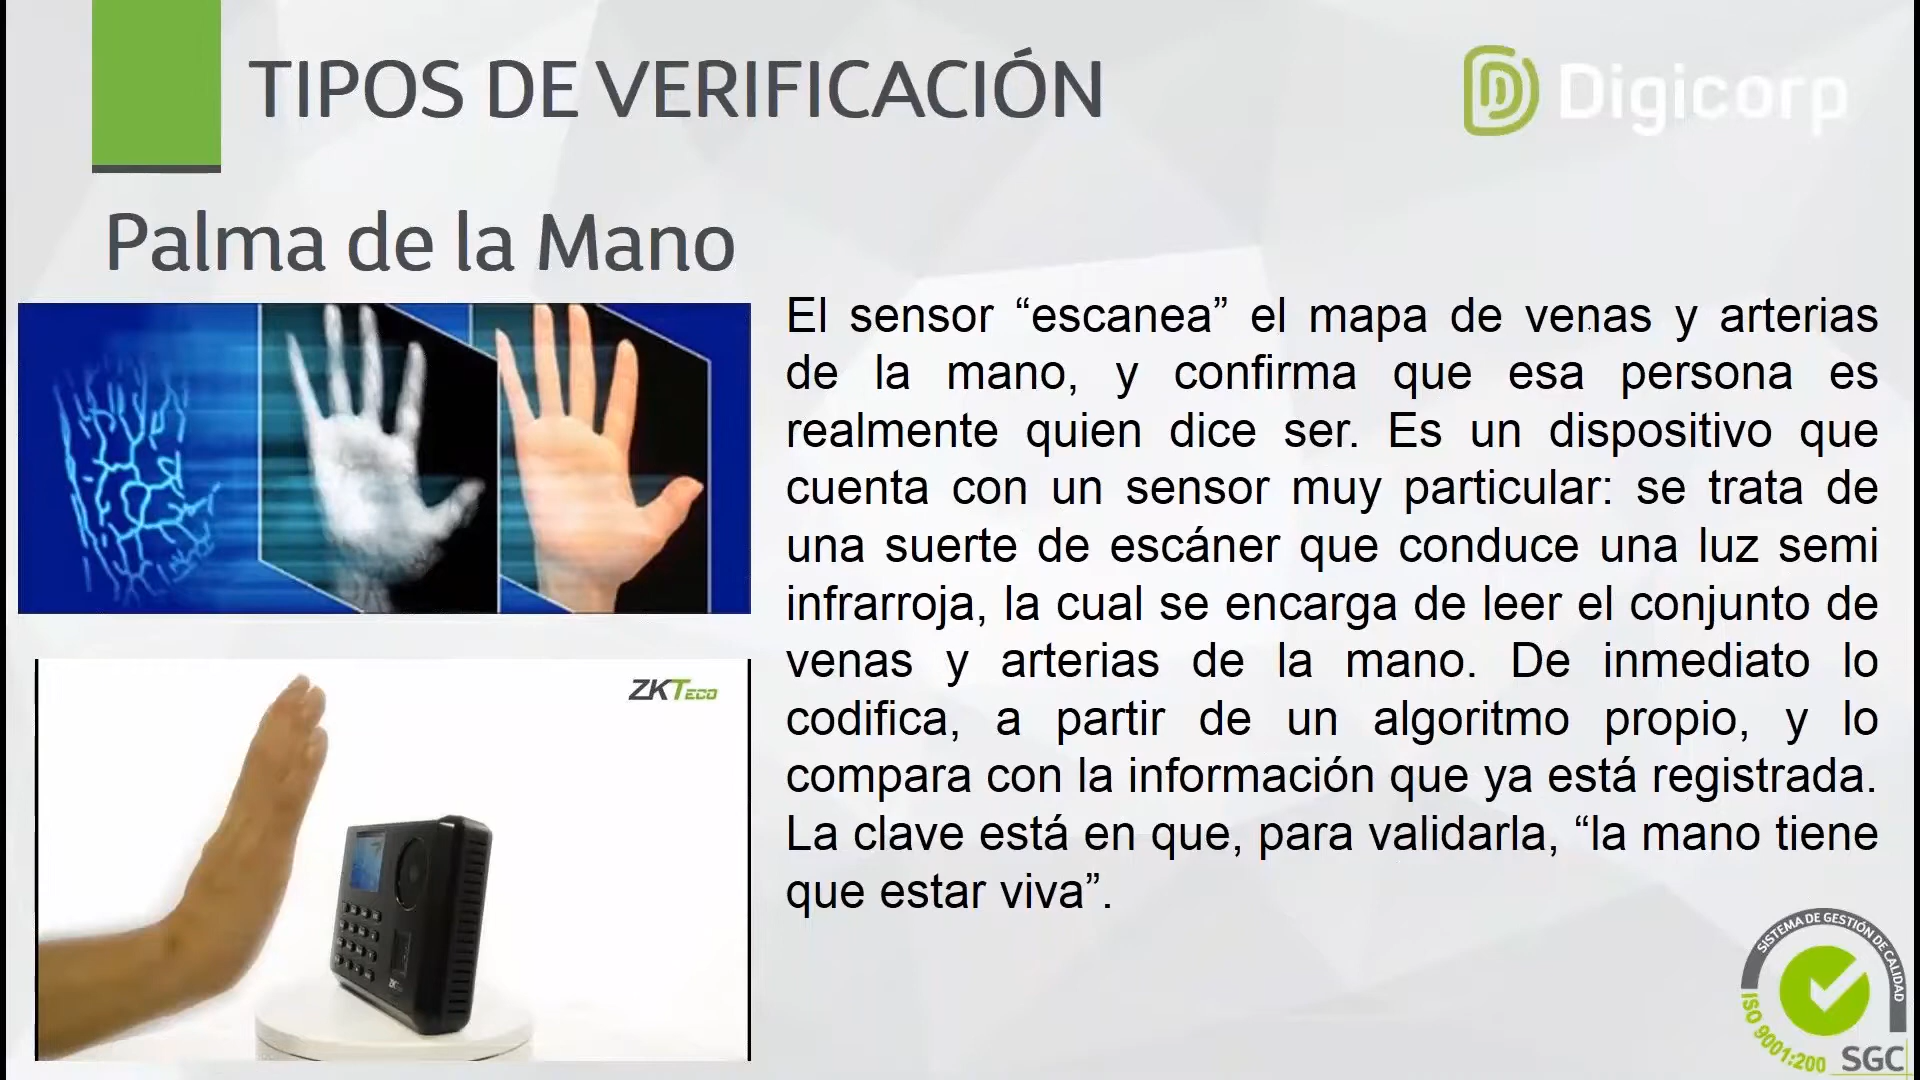 TIPOS DE VERIFICACIÓN
Digicorp
Palma de la Mano
El sensor “escanea” el mapa de venas y arterias
de la mano, y confirma que esa persona es
realmente quien dice ser. Es un dispositivo que
cuenta con un sensor muy particular: se trata de
una suerte de escáner que conduce una luz semi
infrarroja, la cual se encarga de leer el conjunto de
venas y arterias de la mano. De inmediato lo
codifica, a partir de un algoritmo propio, y lo
compara con la información que ya está registrada.
La clave está en que, para validarla, “la mano tiene
que estar viva”.
ZKTECO
SISTEMA DE GESTIÓN DE CALIDAD
ISO 9001:200
SGC